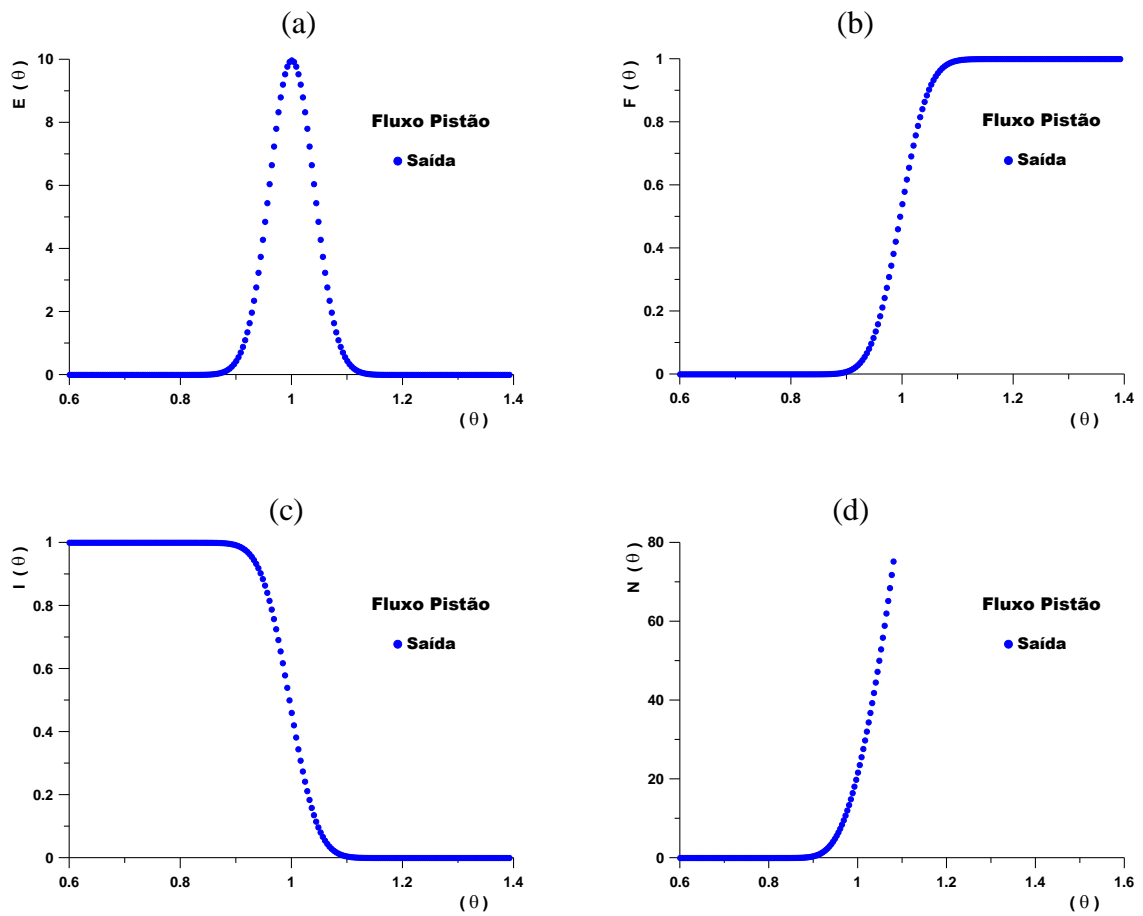 (a)
E (θ)
10
8
6
4
2
0
0.6
0.8
1
1.2
1.4
(θ)
Fluxo Pistão
Saída
(b)
F (θ)
1
0.8
0.6
0.4
0.2
0
0.6
0.8
1
1.2
1.4
(θ)
Fluxo Pistão
Saída
(c)
I (θ)
1
0.8
0.6
0.4
0.2
0
0.6
0.8
1
1.2
1.4
(θ)
Fluxo Pistão
Saída
(d)
N (θ)
80
60
40
20
0
0.6
0.8
1
1.2
1.4
1.6
(θ)
Fluxo Pistão
Saída